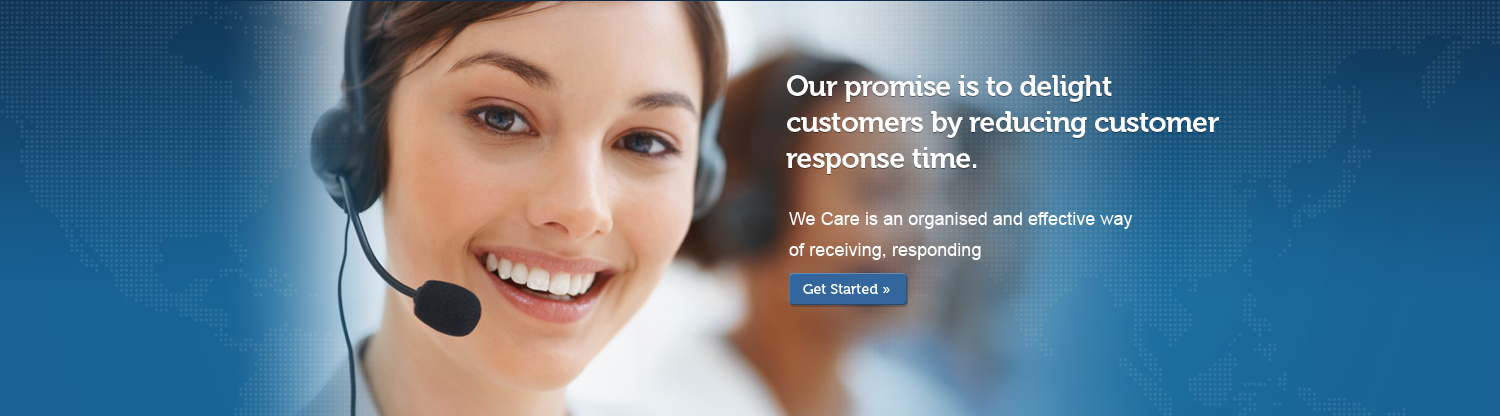 Our promise is to delight
customers by reducing customer
response time.
We Care is an organised and effective way
of receiving, responding
Get Started »